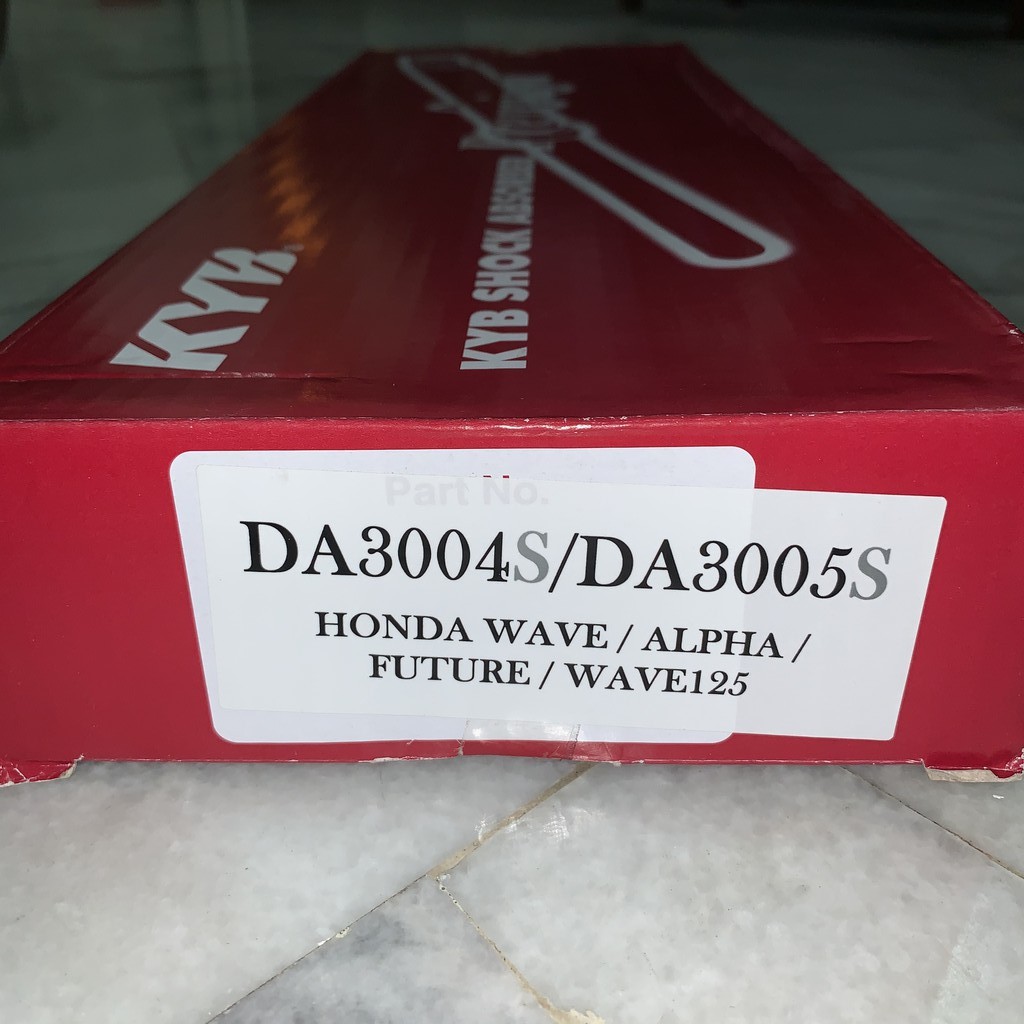 KYB
KYB SHOCK ABSORBER
Part No.
DA3004S/DA3005S
HONDA WAVE / ALPHA /
FUTURE / WAVE125